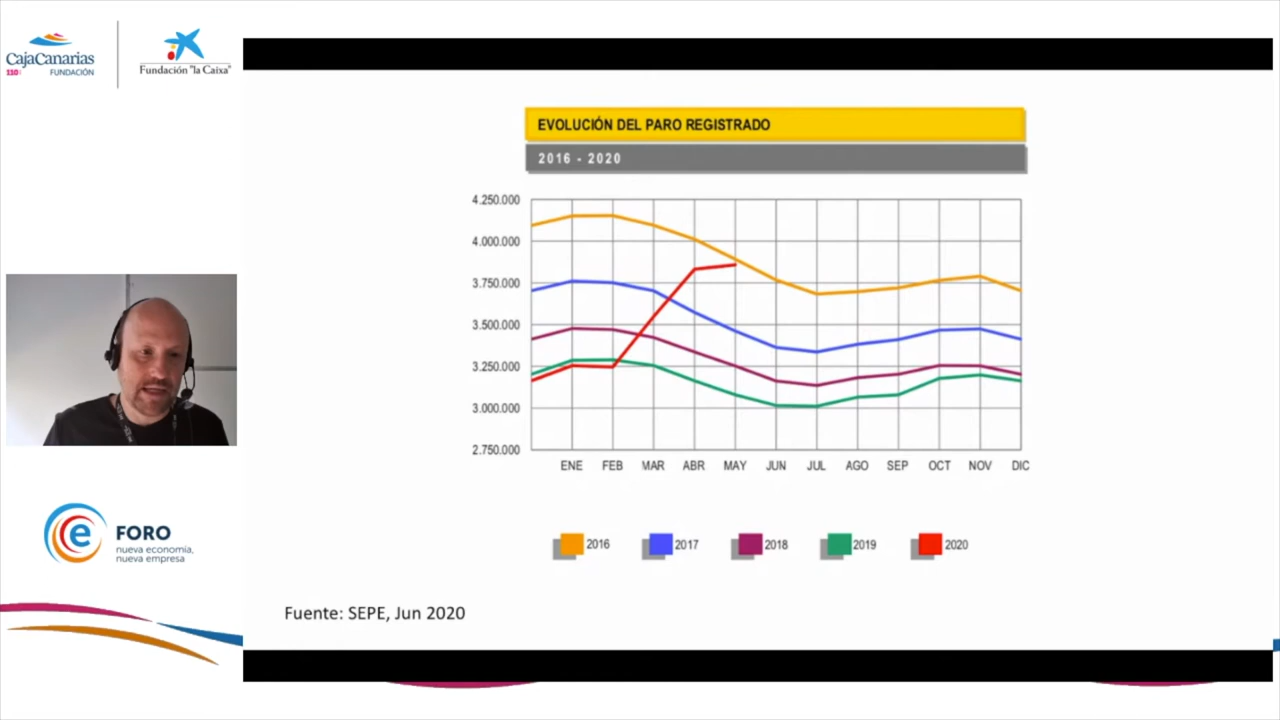 CajaCanarias
110
FUNDACIÓN
Fundación "la Caixa"
EVOLUCIÓN DEL PARO REGISTRADO
2016 - 2020
4.250.000
4.000.000
3.750.000
3.500.000
3.250.000
3.000.000
2.750.000
ENE FEB MAR ABR MAY JUN JUL AGO SEP OCT NOV DIC
2016 2017 2018 2019 2020
e FORO
nueva economía,
nueva empresa
Fuente: SEPE, Jun 2020